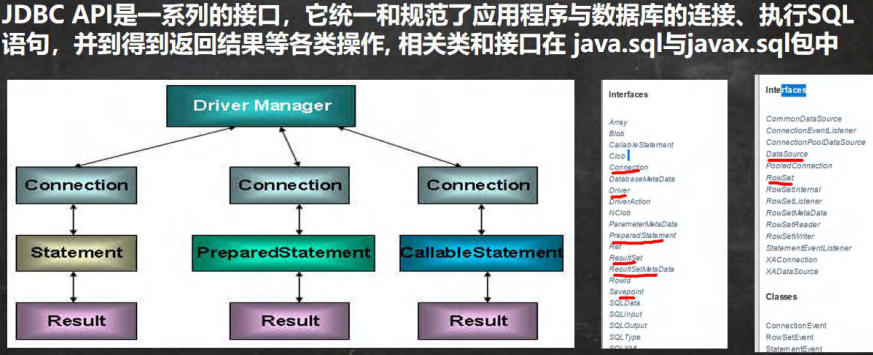 JDBC API是一系列的接口，它统一和规范了应用程序与数据库的连接、执行SQL
语句，并到得到返回结果等各类操作, 相关类和接口在 java.sql与javax.sql包中
Driver Manager
Connection
Connection
Connection
Statement
PreparedStatement
CallableStatement
Result
Result
Result
Interfaces
Array
Blob
CallableStatement
Clob
Connection
DatabaseMetaData
Driver
DriverAction
NClob
ParameterMetaData
PreparedStatement
Ref
ResultSet
ResultSetMetaData
RowId
Savepoint
SQLData
SQLInput
SQLOutput
SQLType
SQLXML
Interfaces
CommonDataSource
ConnectionEventListener
ConnectionPoolDataSource
DataSource
PooledConnection
RowSet
RowSetInternal
RowSetListener
RowSetMetaData
RowSetReader
RowSetWriter
StatementEventListener
XAConnection
XADataSource
Classes
ConnectionEvent
RowSetEvent
StatementEvent